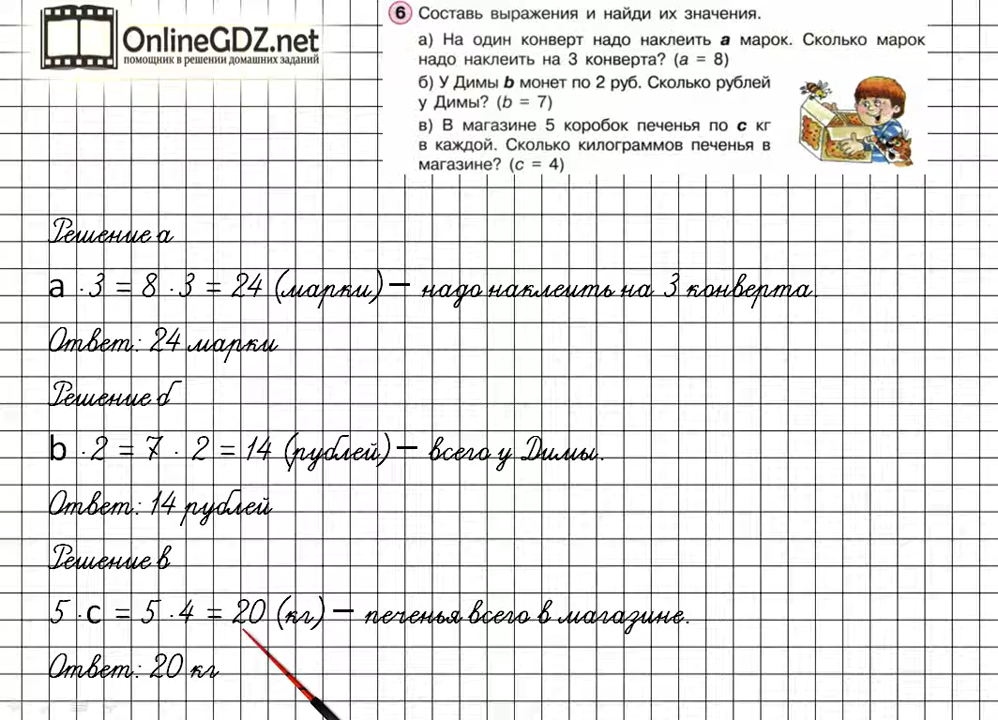 OnlineGDZ.net
помощник в решении домашних заданий
6 Составь выражения и найди их значения.
а) На один конверт надо наклеить a марок. Сколько марок
надо наклеить на 3 конверта? (a = 8)
б) У Димы b монет по 2 руб. Сколько рублей
у Димы? (b = 7)
в) В магазине 5 коробок печенья по c кг
в каждой. Сколько килограммов печенья в
магазине? (c = 4)
Решение а
a · 3 = 8 · 3 = 24 (марки) – надо наклеить на 3 конверта.
Ответ: 24 марки
Решение б
b · 2 = 7 · 2 = 14 (рублей) – всего у Димы.
Ответ: 14 рублей
Решение в
5 · c = 5 · 4 = 20 (кг) – печенья всего в магазине.
Ответ: 20 кг